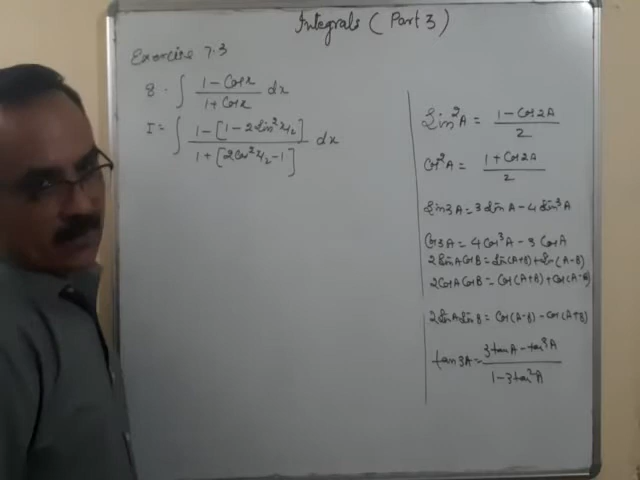 Integrals (Part 3)
Exercise 7.3
8. ∫ (1 - Cos x)/(1 + Cos x) dx
I = ∫ (1 - [1 - 2 Sin² x/2])/(1 + [2 Cos² x/2 - 1]) dx
Sin²A = (1 - Cos 2A)/2
Cos²A = (1 + Cos 2A)/2
Sin 3A = 3 Sin A - 4 Sin³A
Cos 3A = 4 Cos³A - 3 Cos A
2 Sin A Cos B = Sin(A+B) + Sin(A-B)
2 Cos A Cos B = Cos(A+B) + Cos(A-B)
2 Sin A Sin B = Cos(A-B) - Cos(A+B)
tan 3A = (3 tan A - tan³A)/(1 - 3 tan²A)